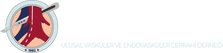 ULUSAL VASKÜLER VE ENDOVASKÜLER CERRAHİ DERNEĞİ